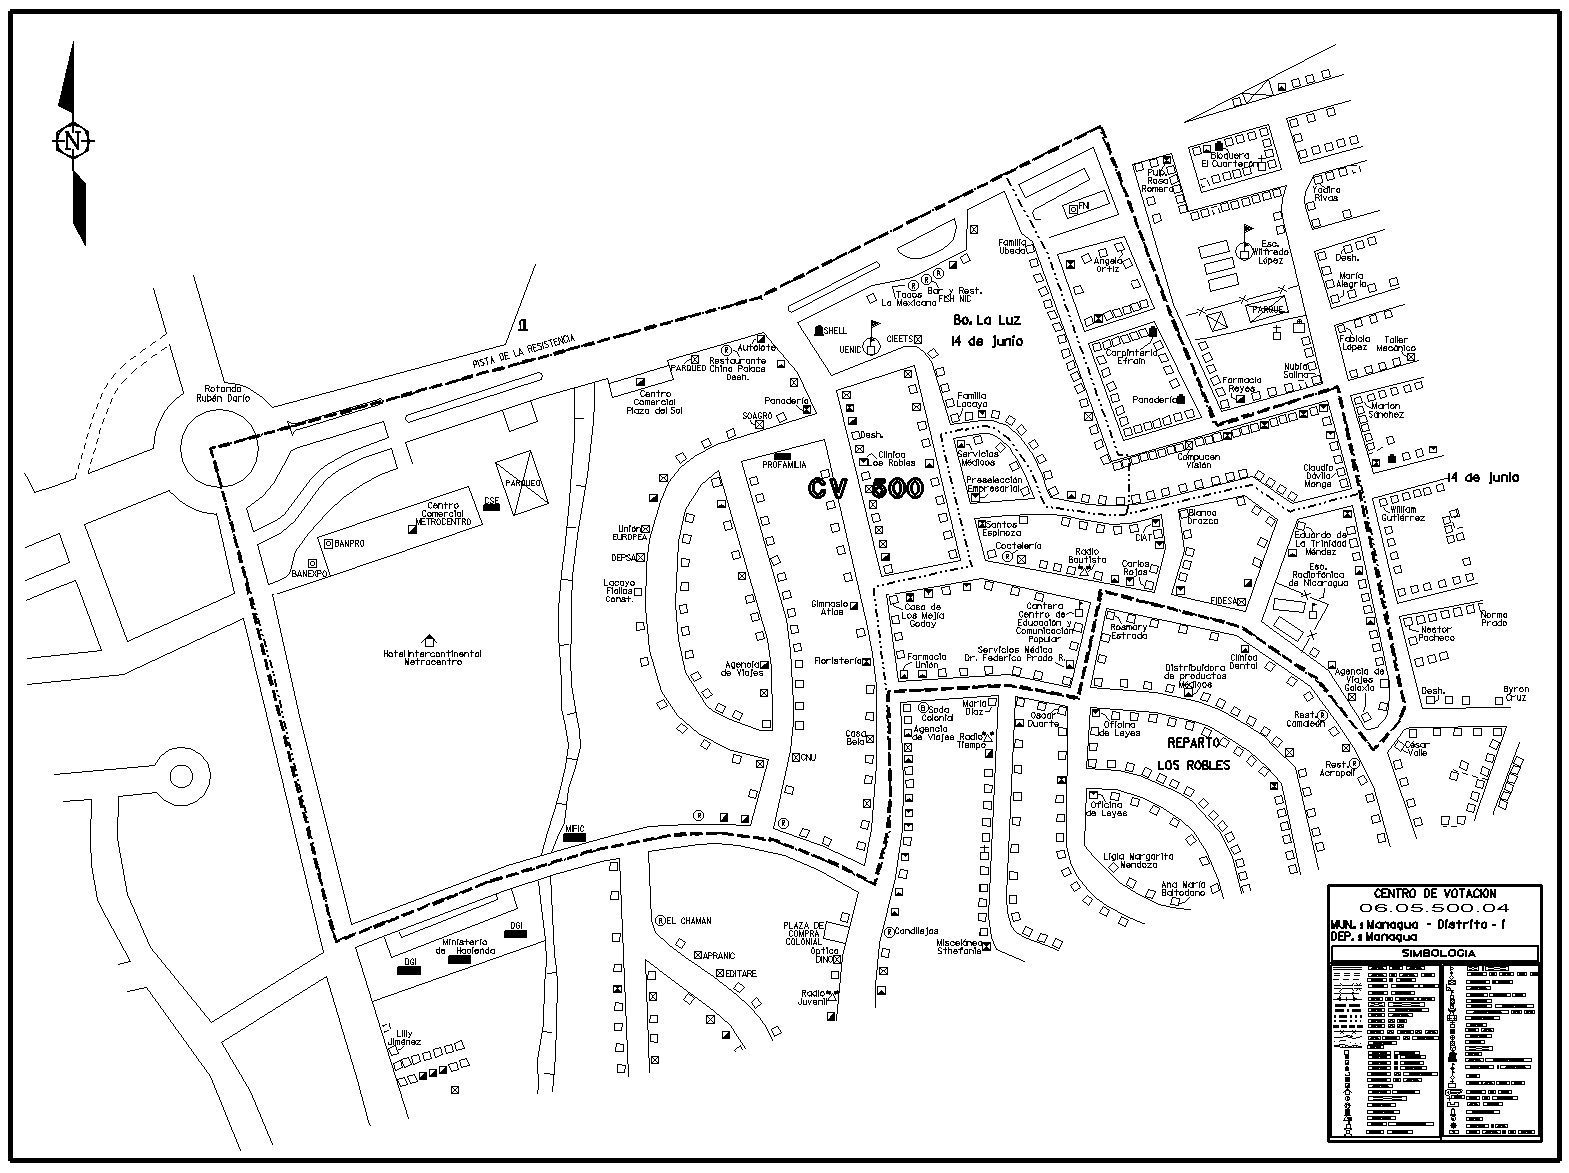 N
Bloquera
El Cuarterón
Pulp.
Rosa
Romero
Yadira
Rivas
FNI
Familia
Ubeda
Angela
Ortiz
Esc.
Wilfredo
López
Desh.
María
Alegría
Tacos
La Mexicana
Bar y Rest.
FISH NIC
PARQUE
SHELL
UENIC
CIEETS
Bo. La Luz
14 de junio
Carpintería
Efraín
Fabiola
López
Taller
Mecánico
Nubia
Salina
Farmacia
Reyes
Panadería
Marlon
Sánchez
PISTA DE LA RESISTENCIA
Autolote
Restaurante
China Palace
Desh.
PARQUEO
Centro
Comercial
Plaza del Sol
Panadería
SOAGRO
Rotonda
Rubén Darío
Familia
Lacayo
Desh.
Clínica
Los Robles
PROFAMILIA
CV 500
Servicios
Médicos
Preselección
Empresarial
Compucen
Visión
Claudio
Dávila
Monge
14 de junio
William
Gutiérrez
PARQUEO
CSE
Centro
Comercial
METROCENTRO
BANPRO
BANEXPO
Unión
EUROPEA
DEPSA
Lacayo
Fiallos
Const.
Santos
Espinoza
Coctelería
Radio
Bautista
CIAT
Carlos
Rojas
Blanca
Orozco
FIDESA
Eduardo de
La Trinidad
Méndez
Esc.
Radiofónica
de Nicaragua
Norma
Prado
Néstor
Pacheco
Gimnasio
Atlas
Casa de
Los Mejía
Godoy
Cantera
Centro de
Educación y
Comunicación
Popular
Rosmary
Estrada
Servicios Médico
Dr. Federico Prado R.
Farmacia
Unión
Floristería
Hotel Intercontinental
Metrocentro
Agencia
de Viajes
Clínica
Dental
Distribuidora
de productos
Médicos
Agencia de
Viajes
Galaxia
Desh.
Byron
Cruz
Soda
Colonial
María
Díaz
Oscar
Duarte
Oficina
de Leyes
Rest.
Camaleón
Agencia
de Viajes
Radio
Tiempo
Casa
Bela
CNU
REPARTO
LOS ROBLES
César
Valle
Rest.
Acropoli
Oficina
de Leyes
MIFIC
Ligia Margarita
Mendoza
Ana María
Baltodano
EL CHAMAN
PLAZA DE
COMPRA
COLONIAL
Optica
DINO
Candilejas
Miscelánea
Sthefanie
DGI
Ministerio
de Hacienda
DGI
APRANIC
EDITARE
Radio
Juvenil
Lilly
Jiménez
CENTRO DE VOTACION
06.05.500.04
MUN. : Managua - Distrito - I
DEP. : Managua
SIMBOLOGIA